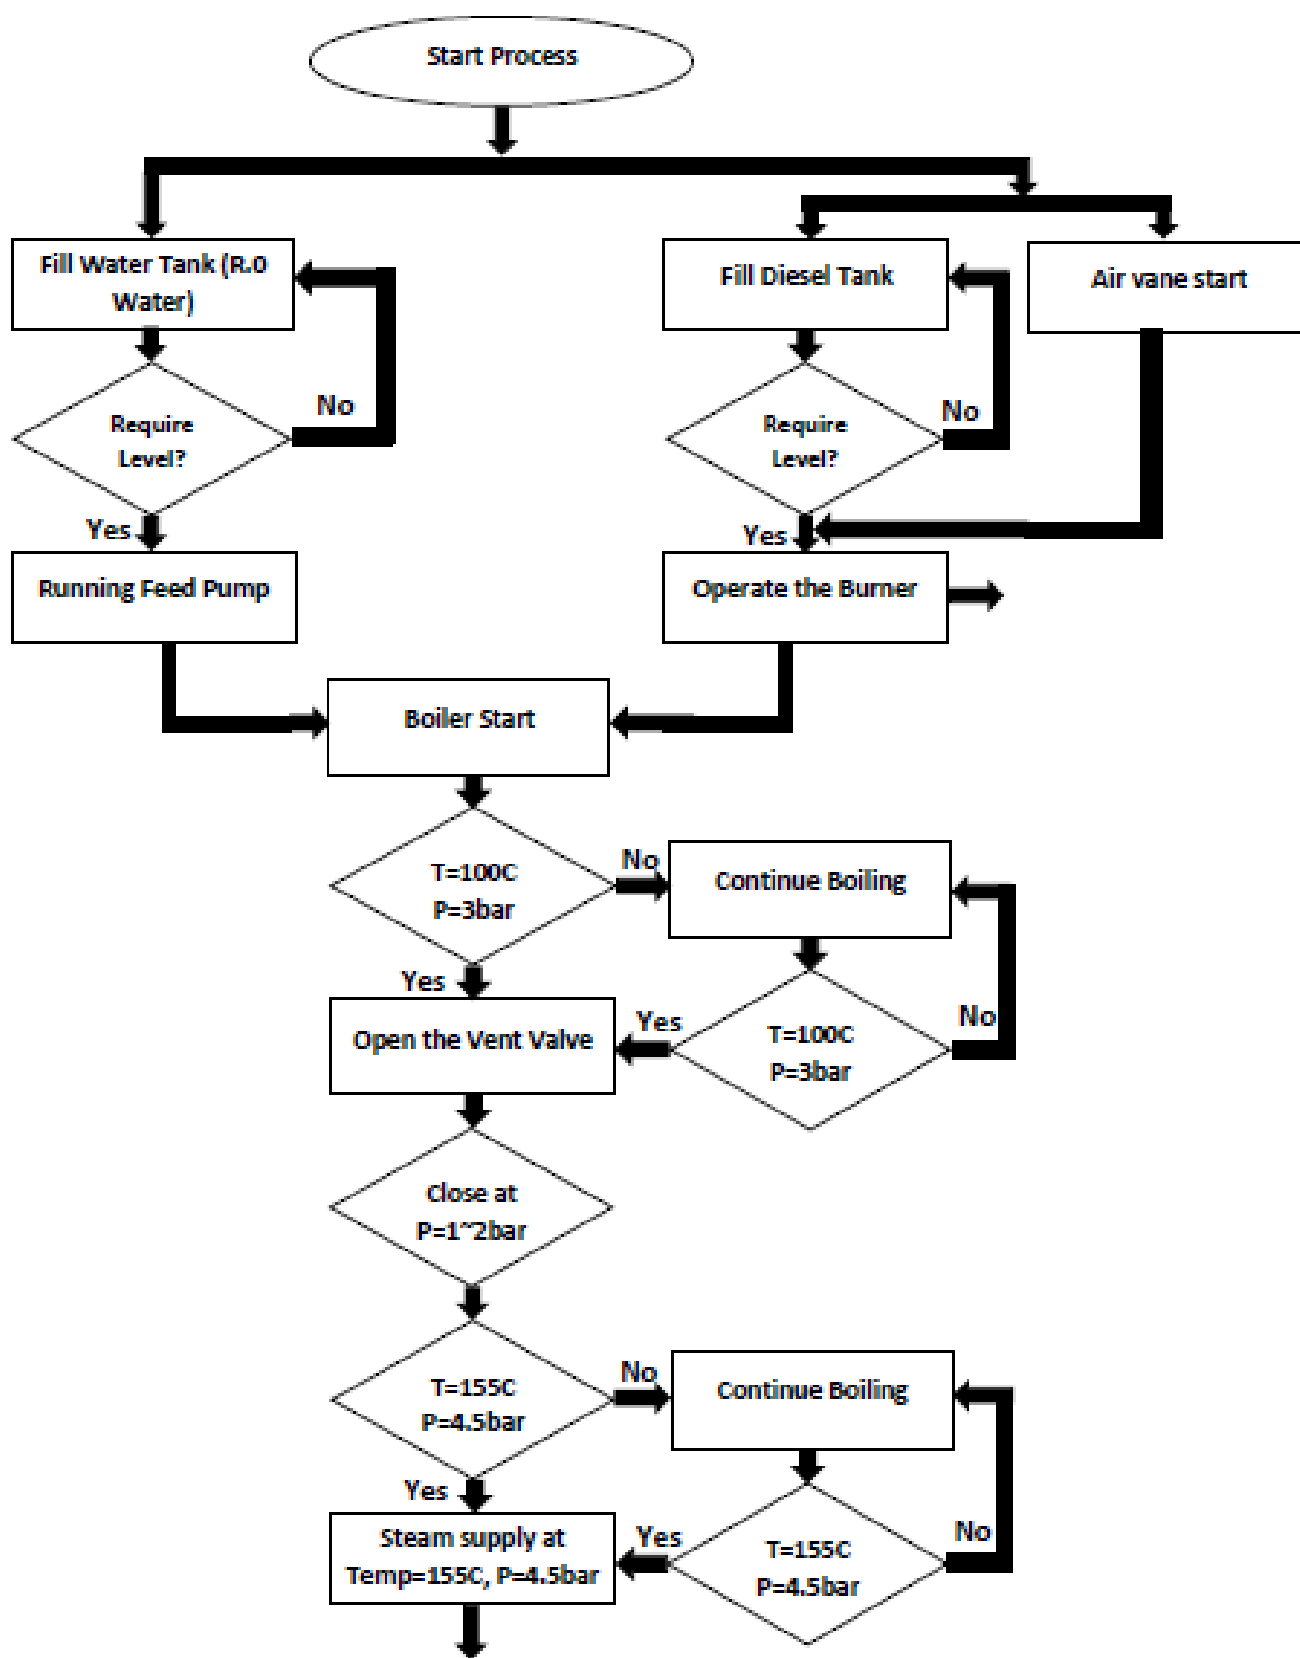 Start Process
Fill Water Tank (R.0
Water)
Fill Diesel Tank
Air vane start
No
No
Require
Level?
Require
Level?
Yes
Yes
Running Feed Pump
Operate the Burner
Boiler Start
No
T=100C
P=3bar
Continue Boiling
Yes
Open the Vent Valve
Yes
No
T=100C
P=3bar
Close at
P=1~2bar
No
T=155C
P=4.5bar
Continue Boiling
Yes
Steam supply at
Temp=155C, P=4.5bar
Yes
No
T=155C
P=4.5bar